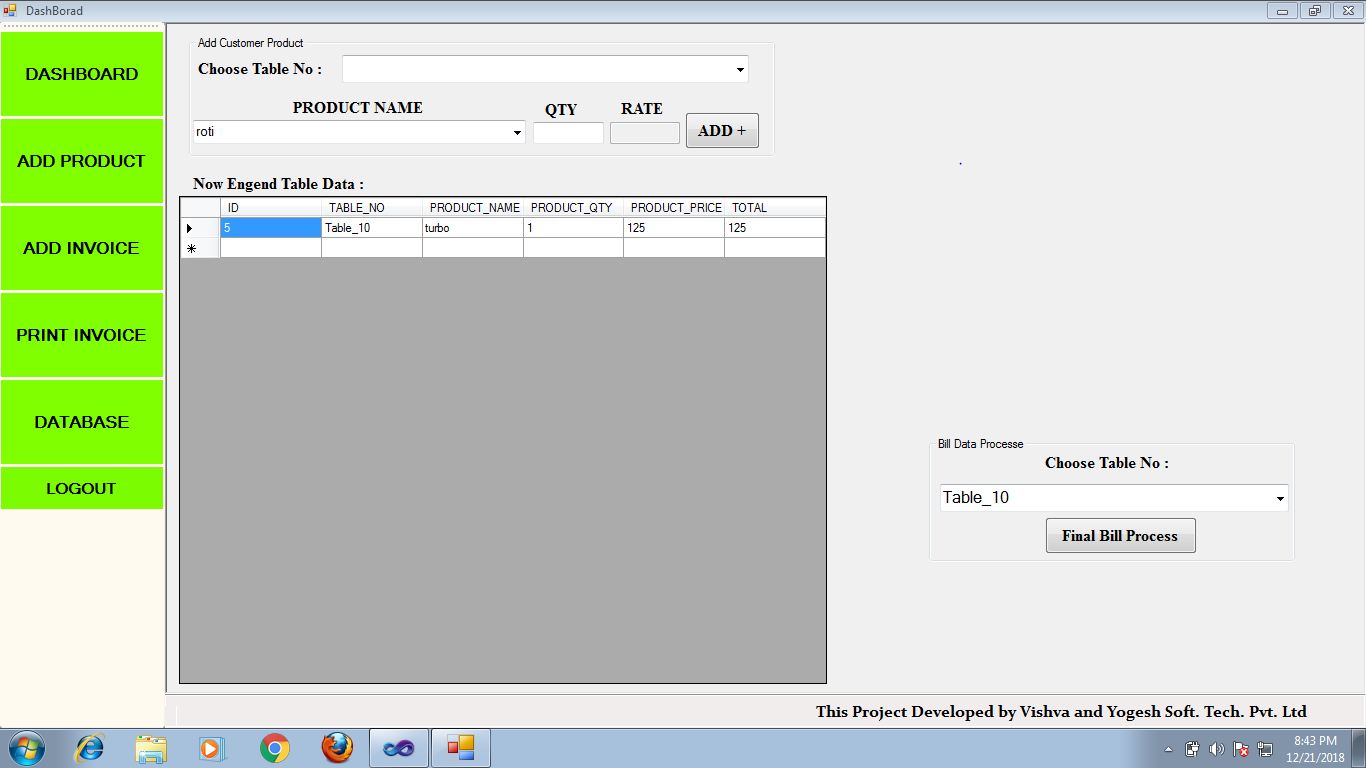 DashBorad
DASHBOARD
ADD PRODUCT
ADD INVOICE
PRINT INVOICE
DATABASE
LOGOUT
Add Customer Product
Choose Table No :
PRODUCT NAME QTY RATE
roti
ADD +
Now Engend Table Data :
ID TABLE_NO PRODUCT_NAME PRODUCT_QTY PRODUCT_PRICE TOTAL
5 Table_10 turbo 1 125 125
Bill Data Processe
Choose Table No :
Table_10
Final Bill Process
This Project Developed by Vishva and Yogesh Soft. Tech. Pvt. Ltd
8:43 PM
12/21/2018